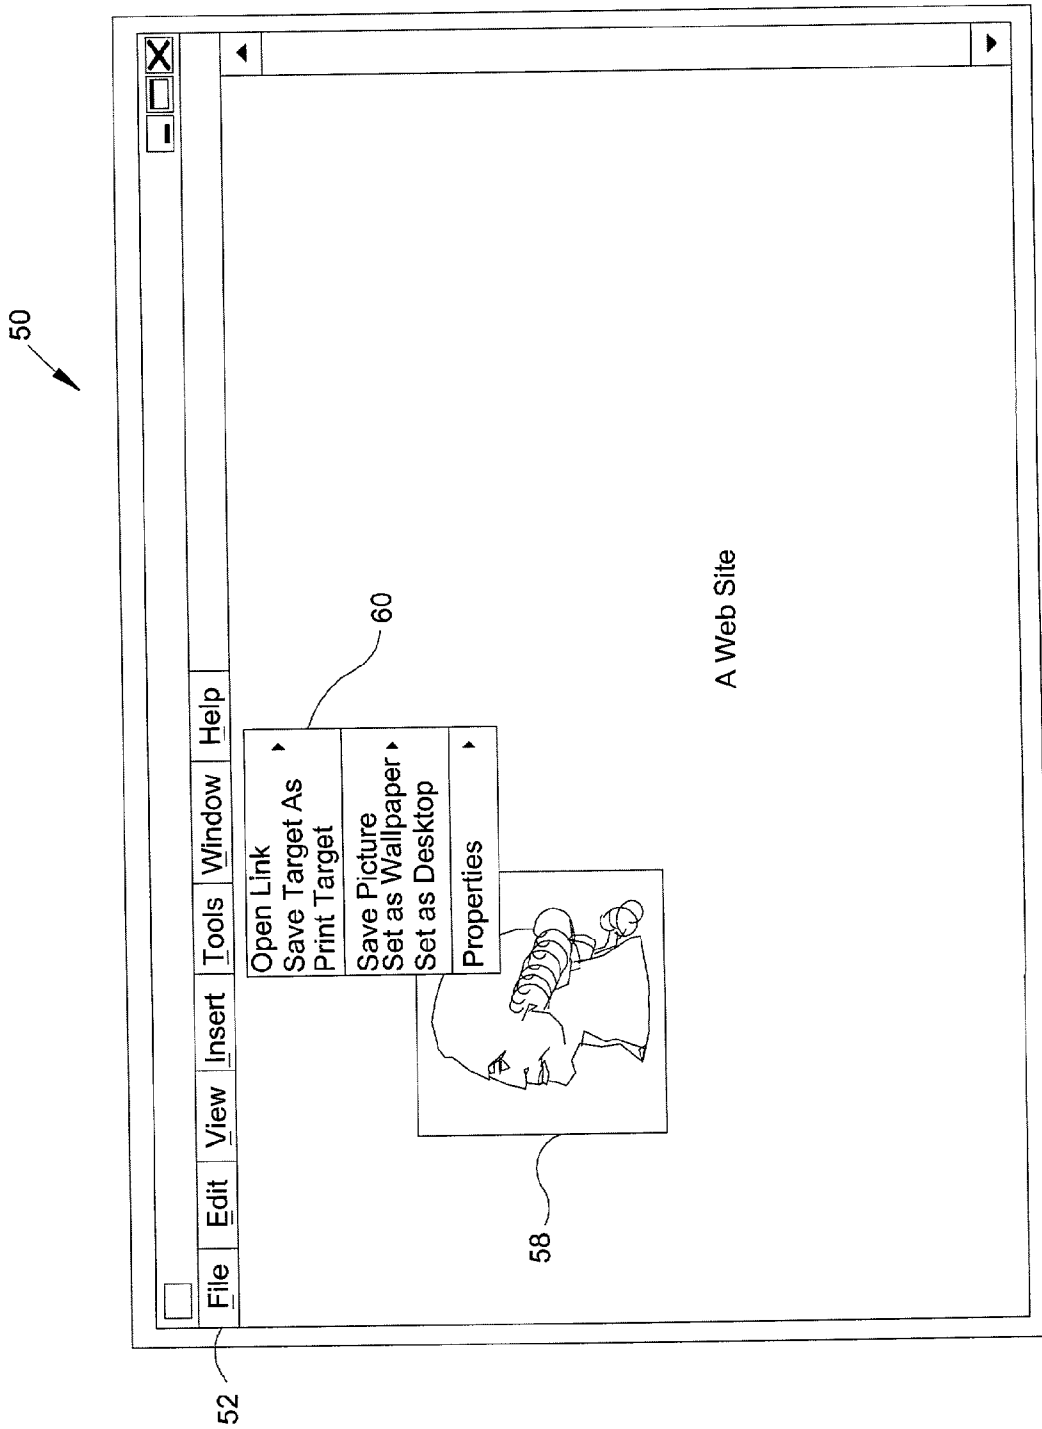 50
52
File Edit View Insert Tools Window Help
Open Link
Save Target As
Print Target
60
Save Picture
Set as Wallpaper
Set as Desktop
Properties
58
A Web Site